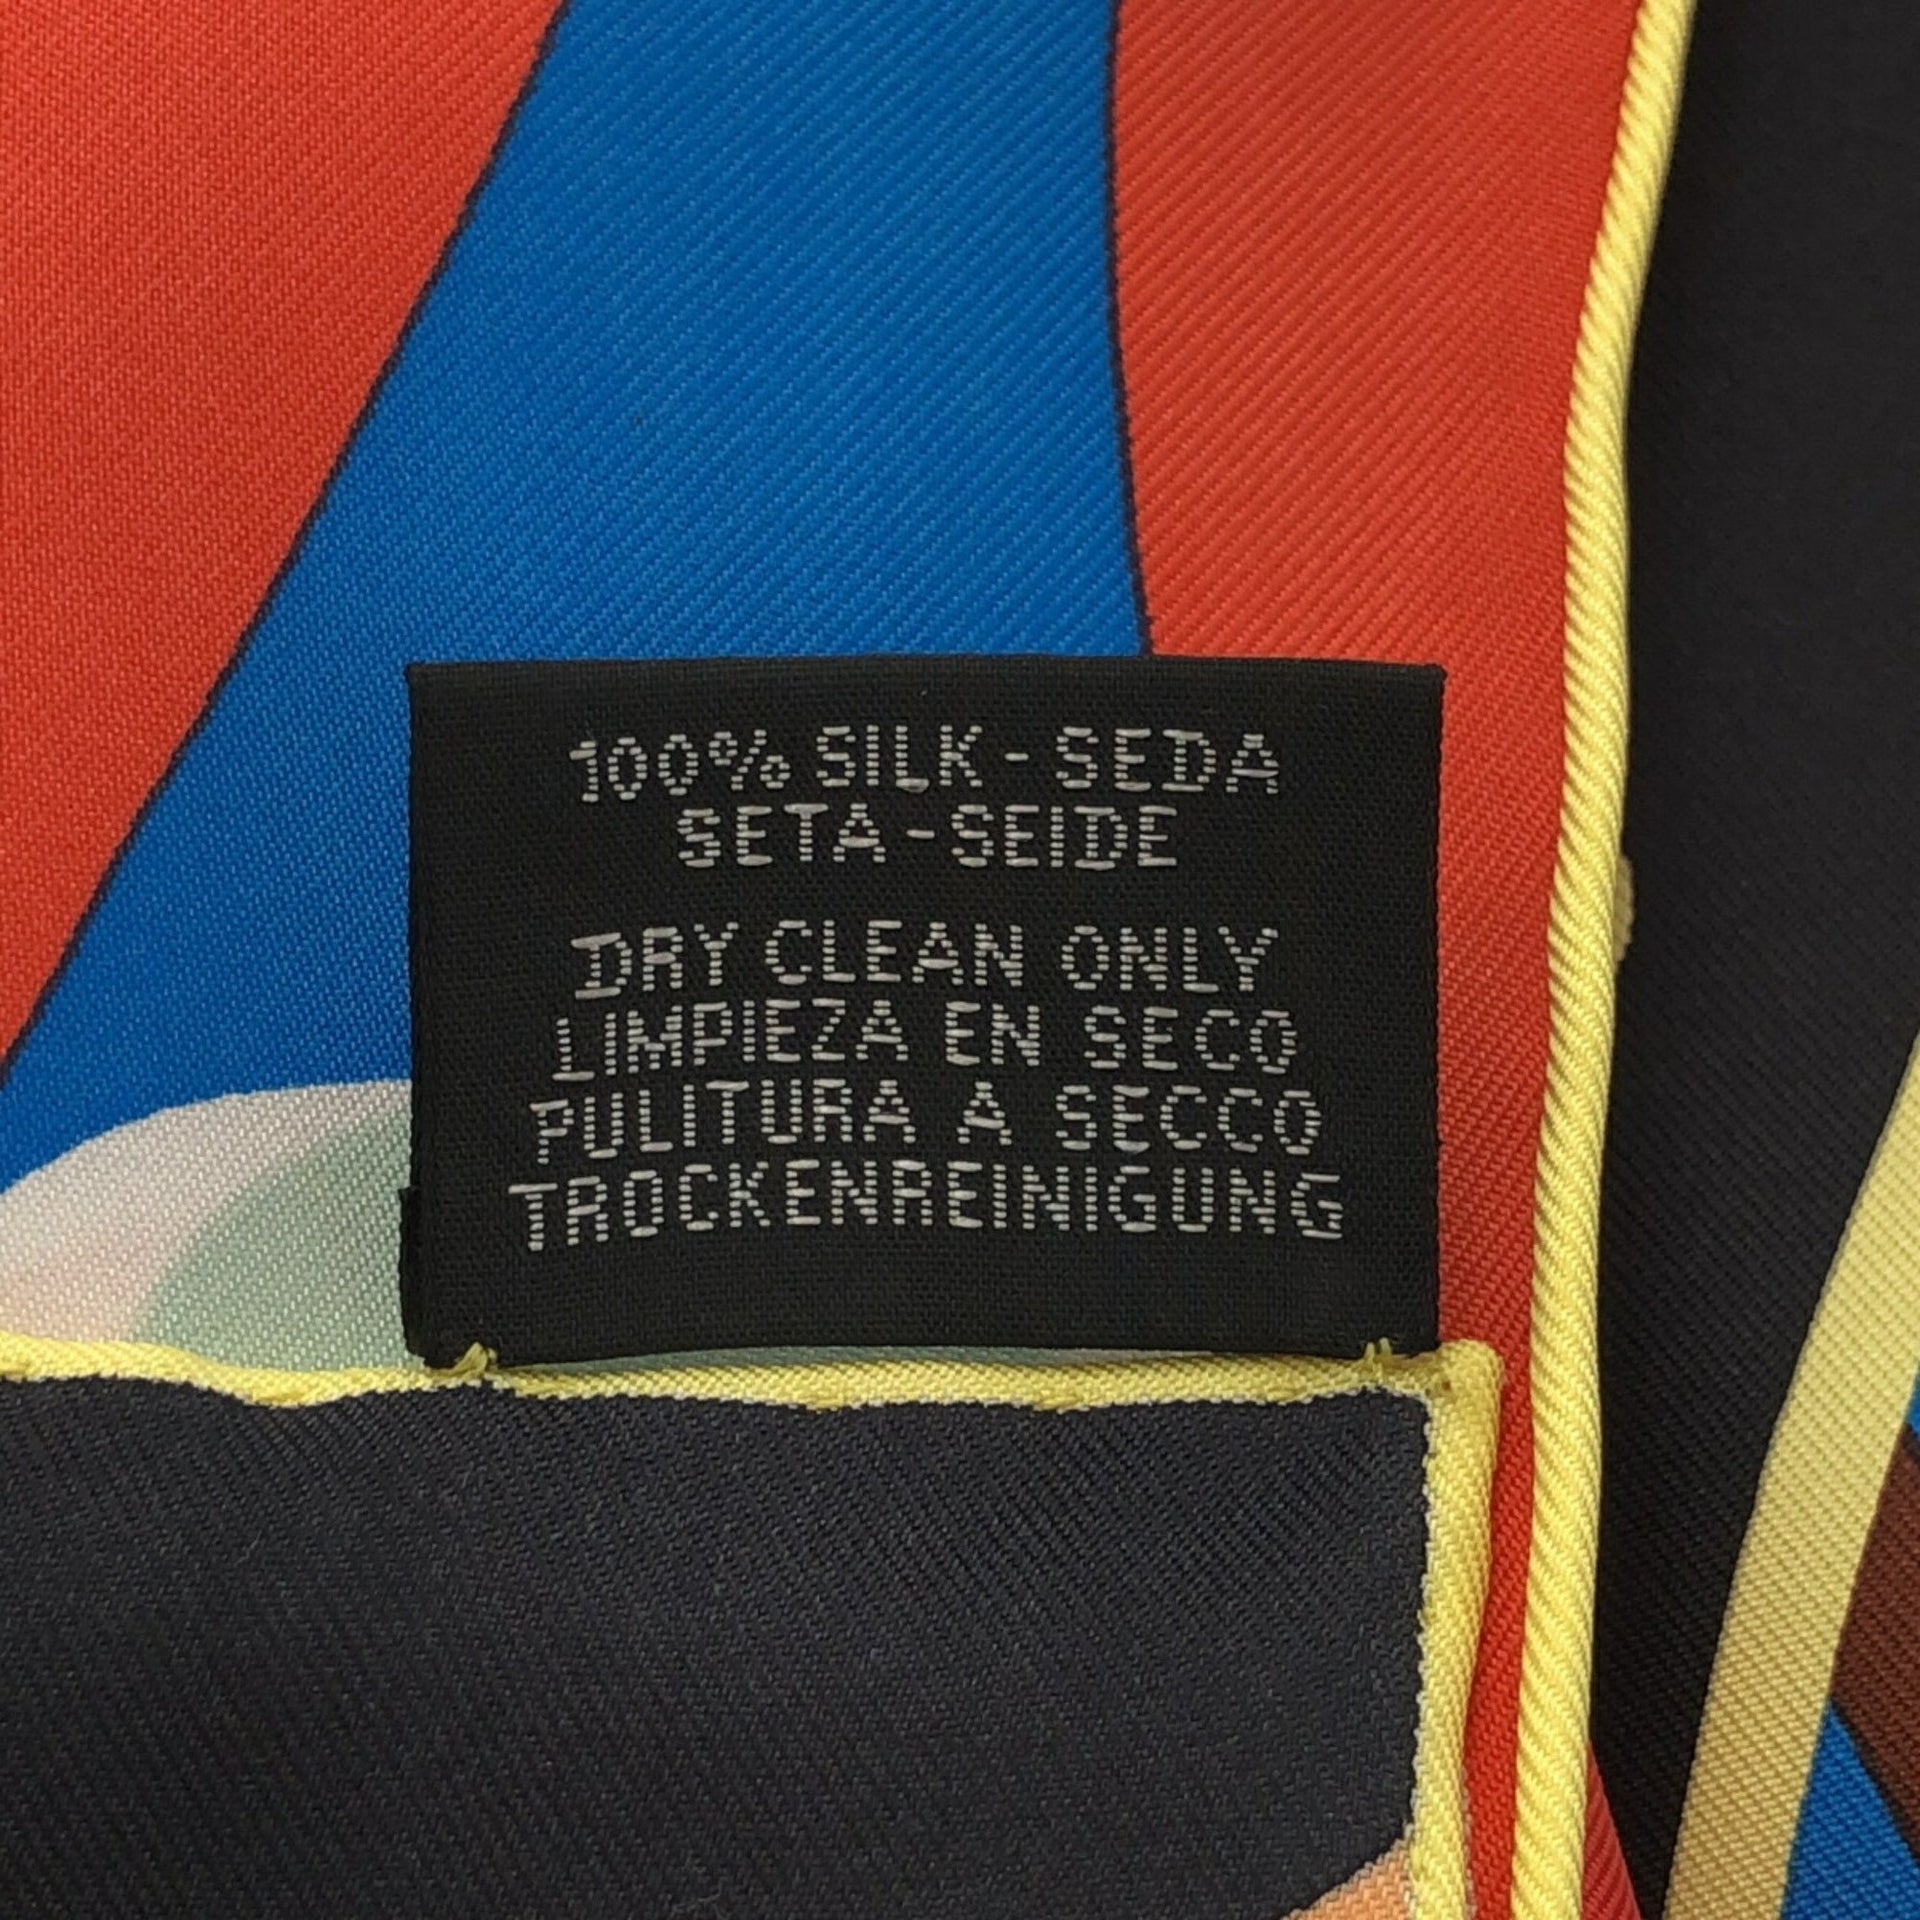 100% SILK - SEDA
SETA - SEIDE
DRY CLEAN ONLY
LIMPIEZA EN SECO
PULITURA A SECCO
TROCKENREINIGUNG